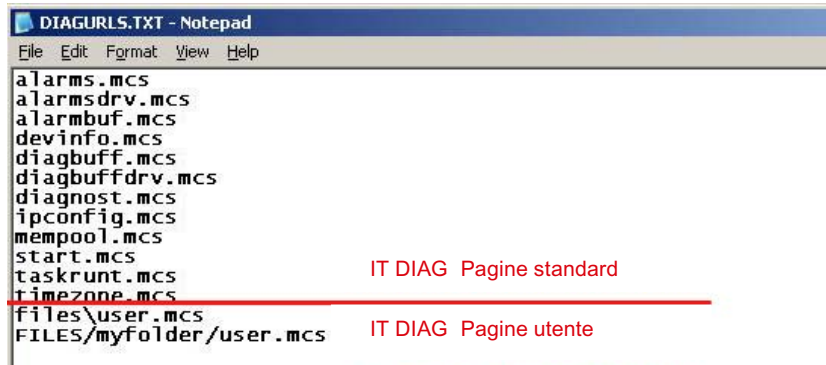 DIAGURLS.TXT - Notepad
File Edit Format View Help
alarms.mcs
alarmsdrv.mcs
alarmbuf.mcs
devinfo.mcs
diagbuff.mcs
diagbuffdrv.mcs
diagnost.mcs
ipconfig.mcs
mempool.mcs
start.mcs
taskrunt.mcs
IT DIAG Pagine standard
timezone.mcs
files\user.mcs
FILES/myfolder/user.mcs
IT DIAG Pagine utente